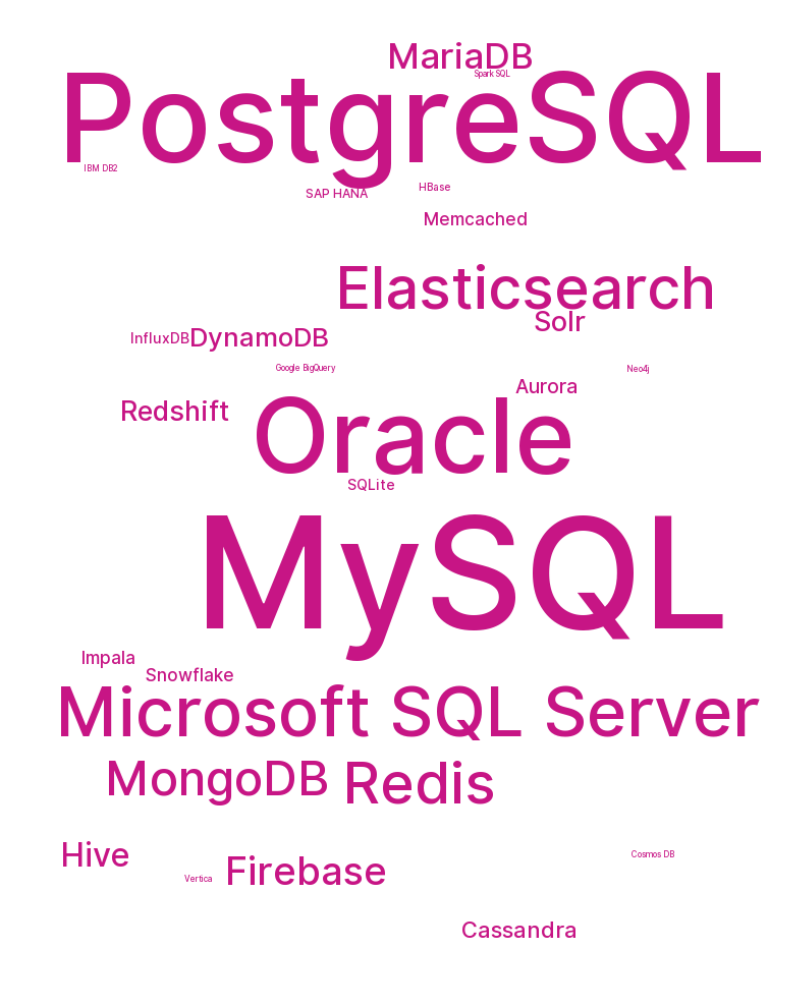 MariaDB
Spark SQL
PostgreSQL
IBM DB2
HBase
SAP HANA
Memcached
Elasticsearch
Solr
InfluxDB
DynamoDB
Google BigQuery
Neo4j
Aurora
Redshift
Oracle
SQLite
MySQL
Impala
Snowflake
Microsoft SQL Server
MongoDB
Redis
Hive
Cosmos DB
Firebase
Vertica
Cassandra